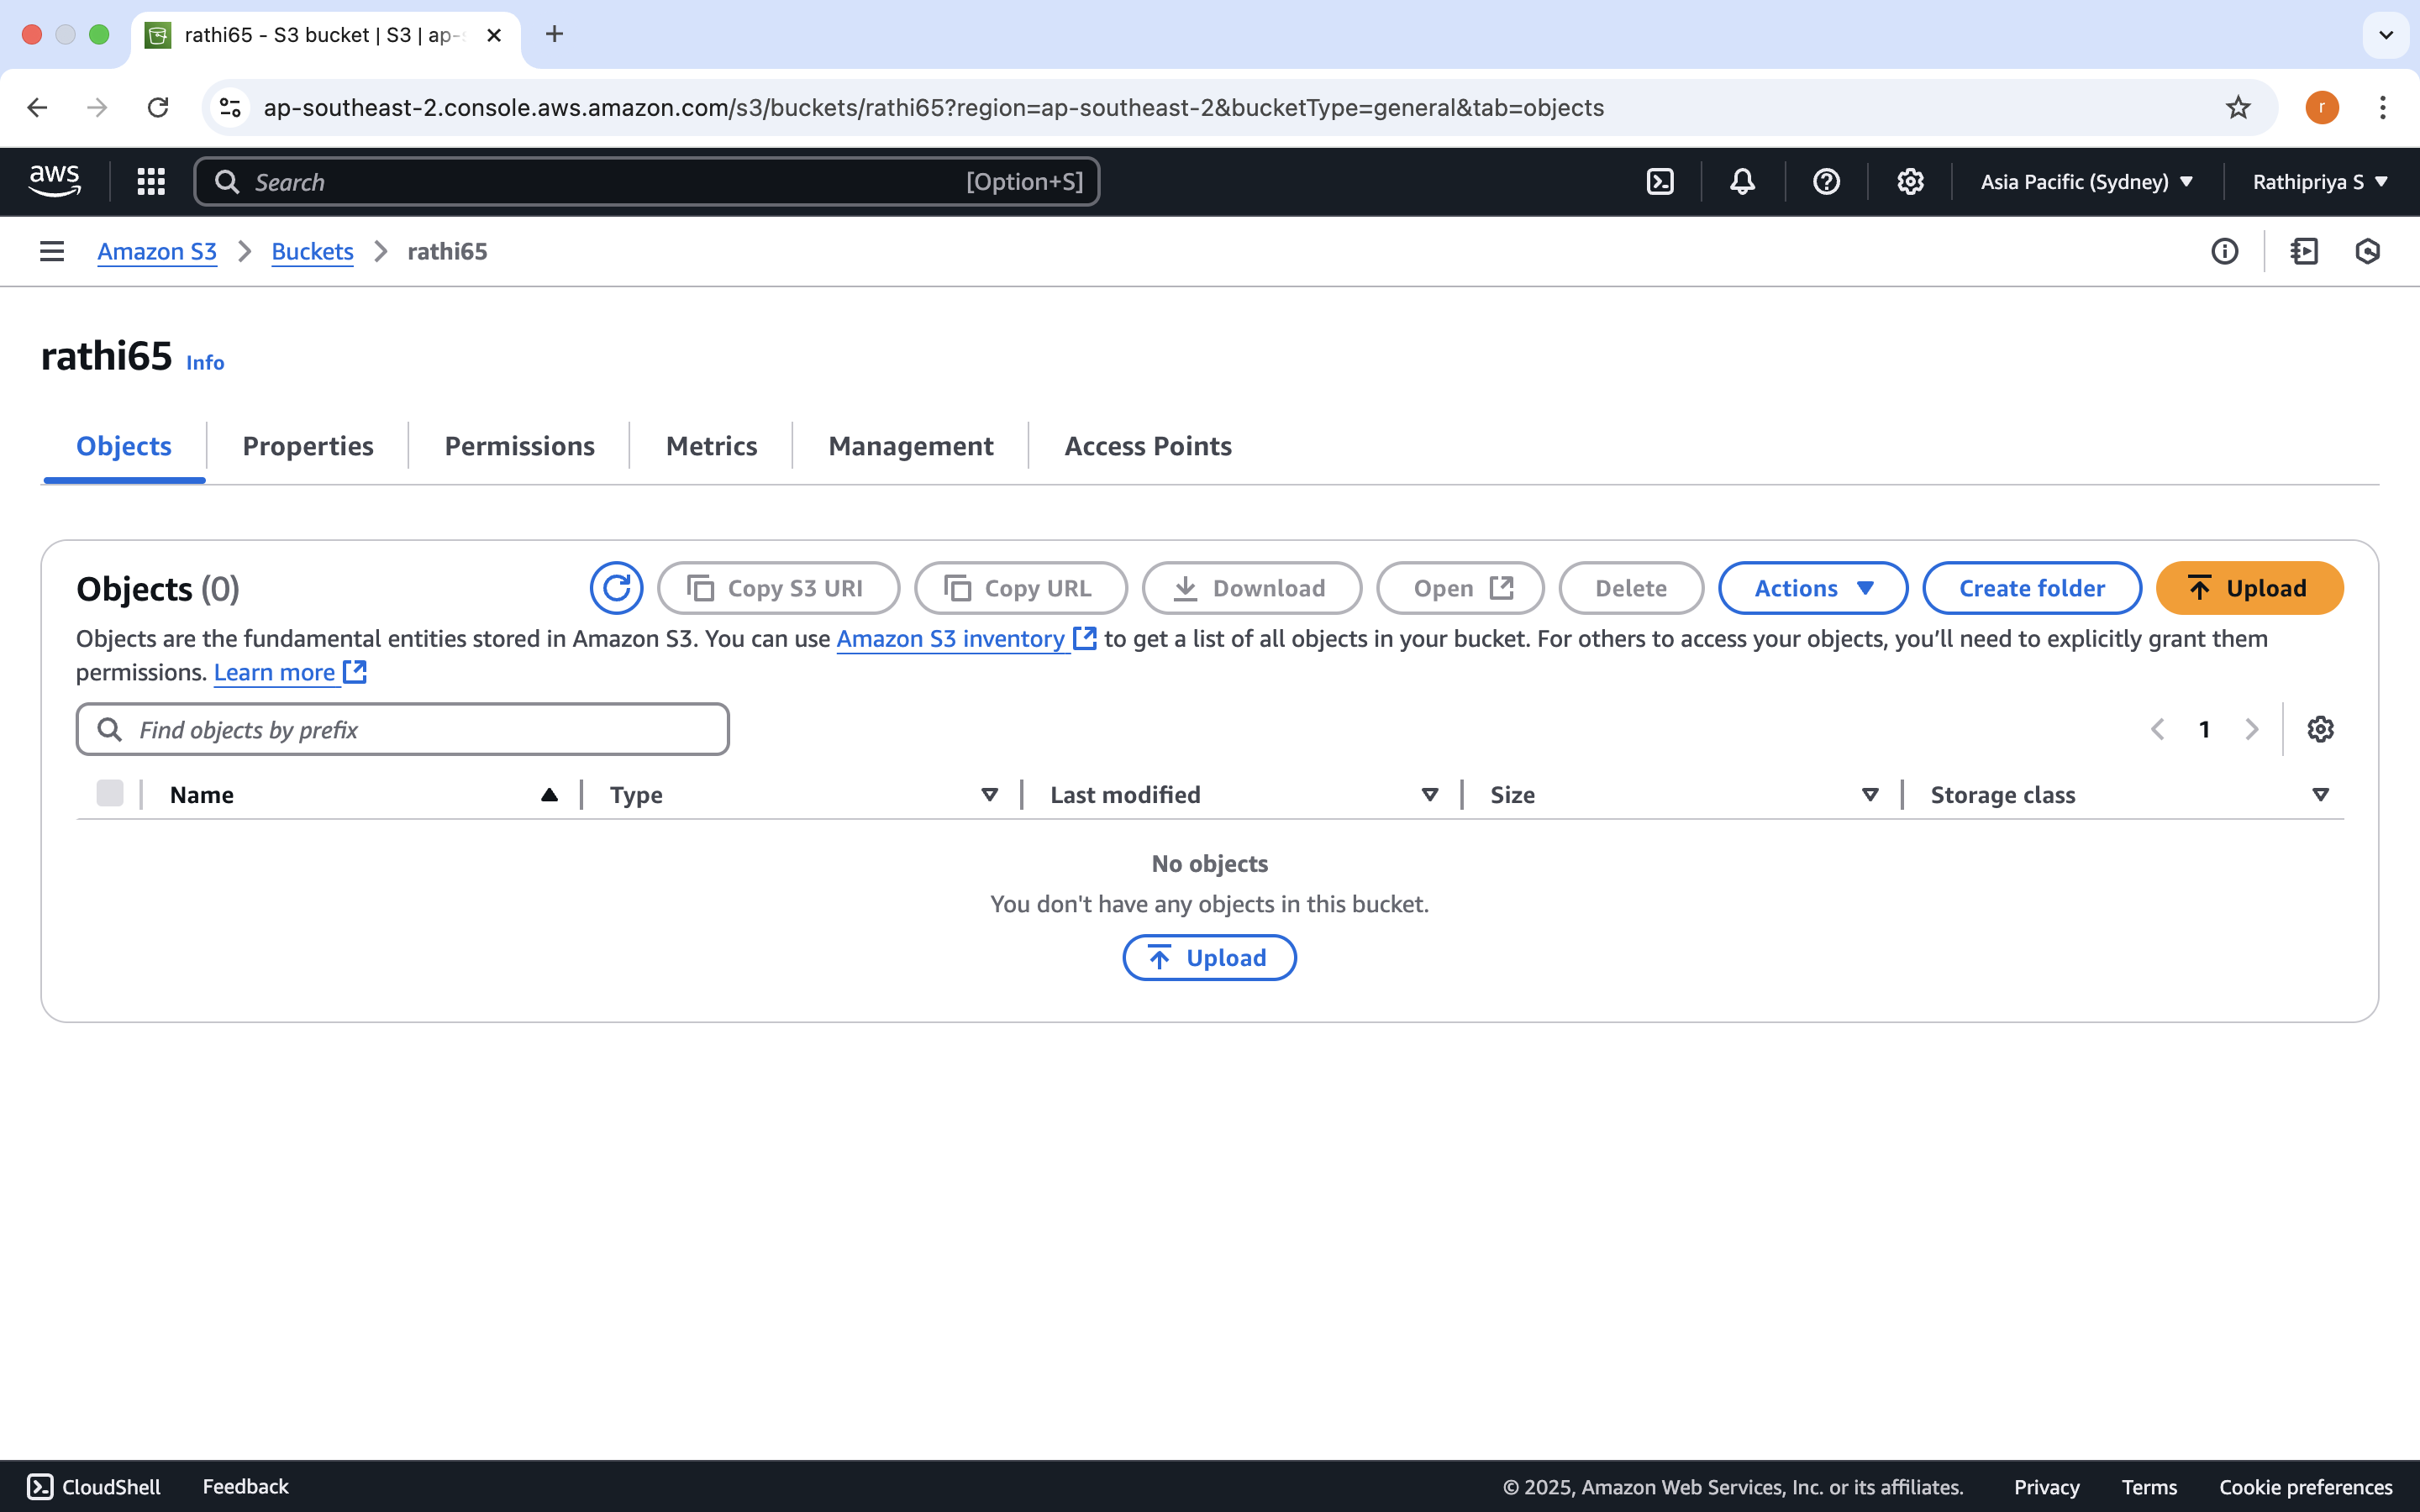 rathi65 - S3 bucket | S3 | ap-
ap-southeast-2.console.aws.amazon.com/s3/buckets/rathi65?region=ap-southeast-2&bucketType=general&tab=objects
r
aws
Search
[Option+S]
Asia Pacific (Sydney)
Rathipriya S
Amazon S3
Buckets
rathi65
rathi65 Info
Objects
Properties
Permissions
Metrics
Management
Access Points
Objects (0)
Copy S3 URI
Copy URL
Download
Open
Delete
Actions
Create folder
Upload
Objects are the fundamental entities stored in Amazon S3. You can use Amazon S3 inventory to get a list of all objects in your bucket. For others to access your objects, you’ll need to explicitly grant them
permissions. Learn more
Find objects by prefix
1
Name
Type
Last modified
Size
Storage class
No objects
You don't have any objects in this bucket.
Upload
CloudShell
Feedback
© 2025, Amazon Web Services, Inc. or its affiliates.
Privacy
Terms
Cookie preferences